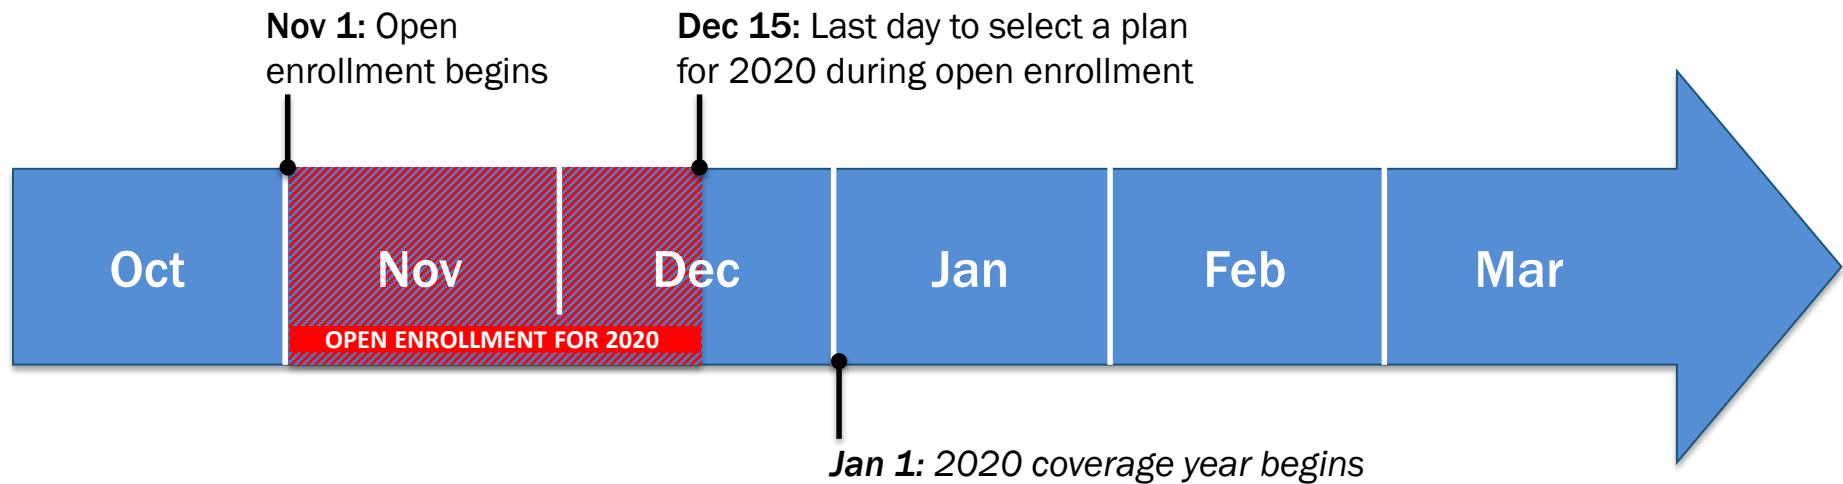 Nov 1: Open
enrollment begins
Dec 15: Last day to select a plan
for 2020 during open enrollment
Oct
Nov
Dec
Jan
Feb
Mar
OPEN ENROLLMENT FOR 2020
Jan 1: 2020 coverage year begins